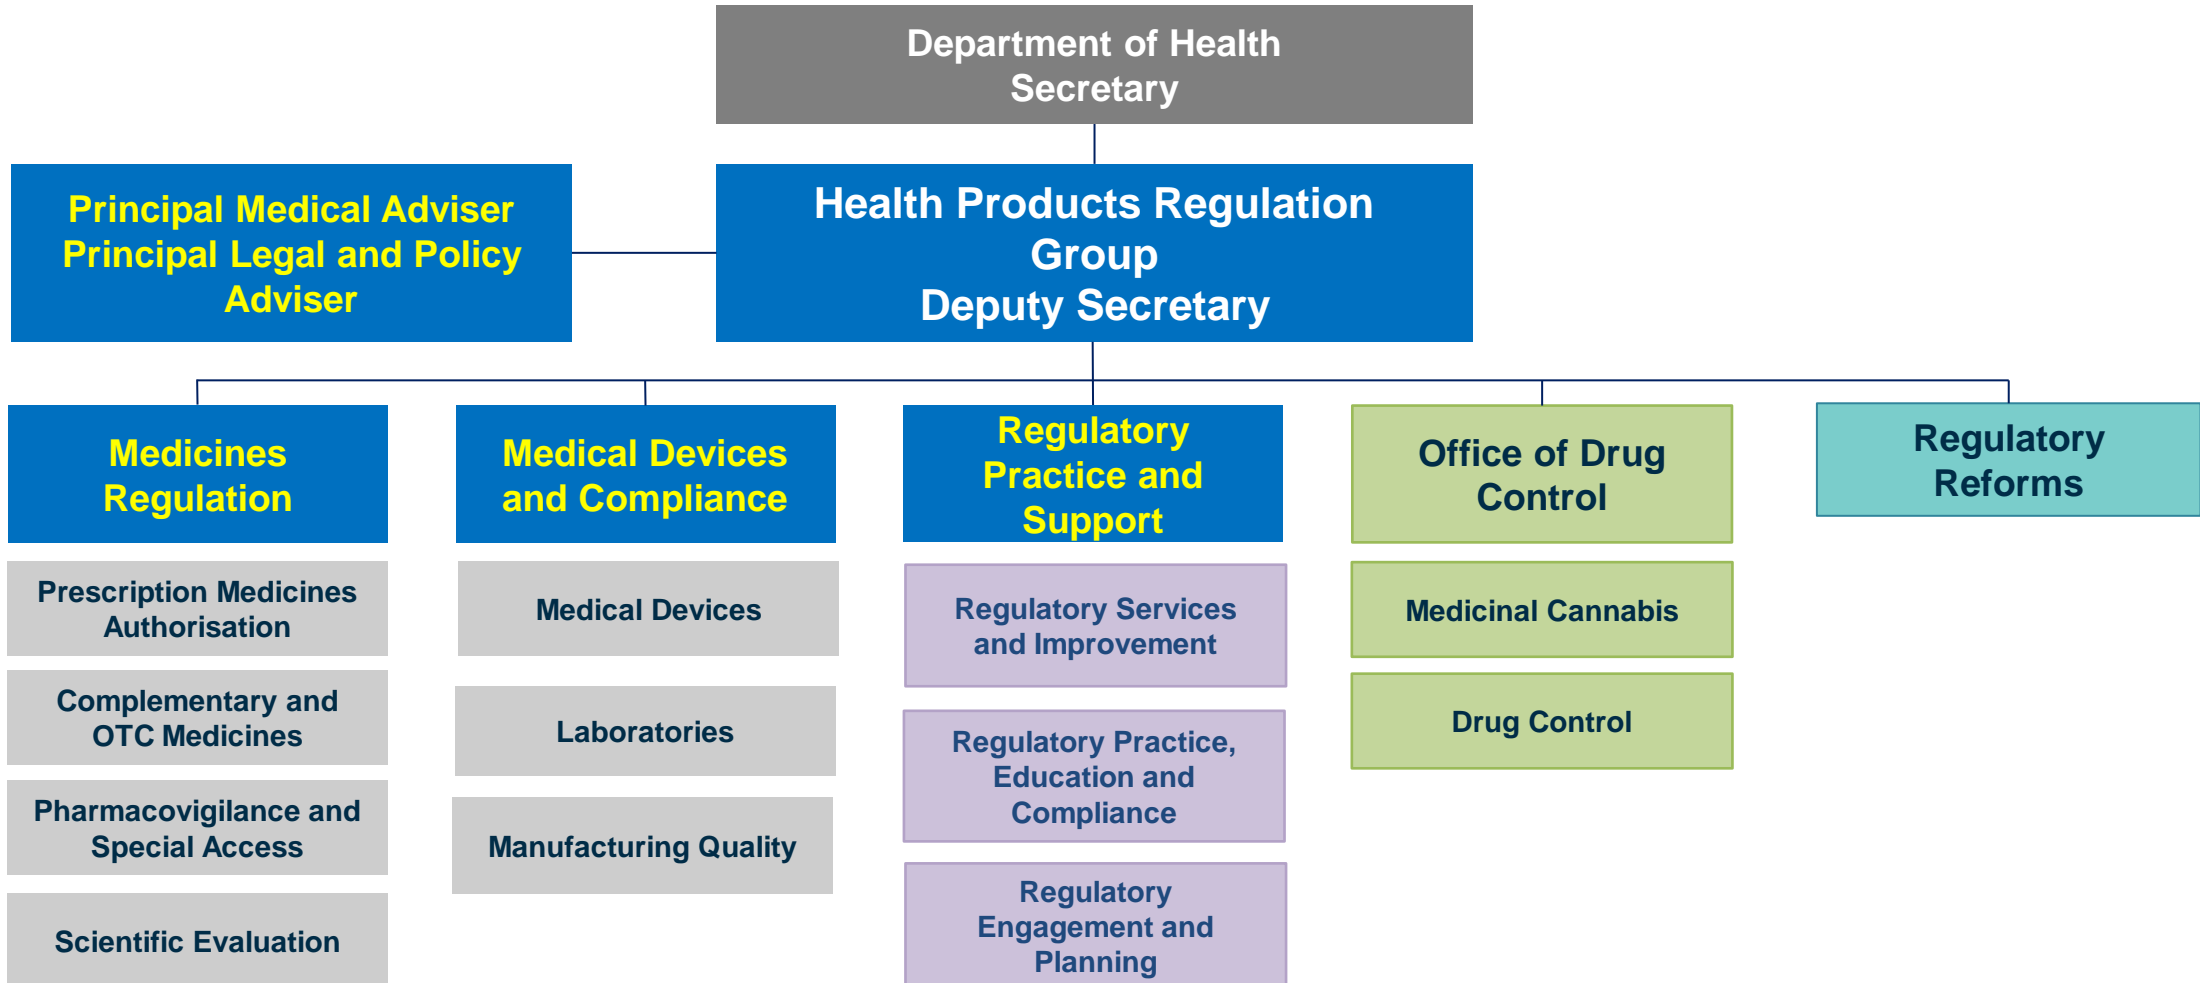 Department of Health
Secretary
Principal Medical Adviser
Principal Legal and Policy
Adviser
Health Products Regulation
Group
Deputy Secretary
Medicines
Regulation
Medical Devices
and Compliance
Regulatory
Practice and
Support
Office of Drug
Control
Regulatory
Reforms
Prescription Medicines
Authorisation
Complementary and
OTC Medicines
Pharmacovigilance and
Special Access
Scientific Evaluation
Medical Devices
Laboratories
Manufacturing Quality
Regulatory Services
and Improvement
Regulatory Practice,
Education and
Compliance
Regulatory
Engagement and
Planning
Medicinal Cannabis
Drug Control